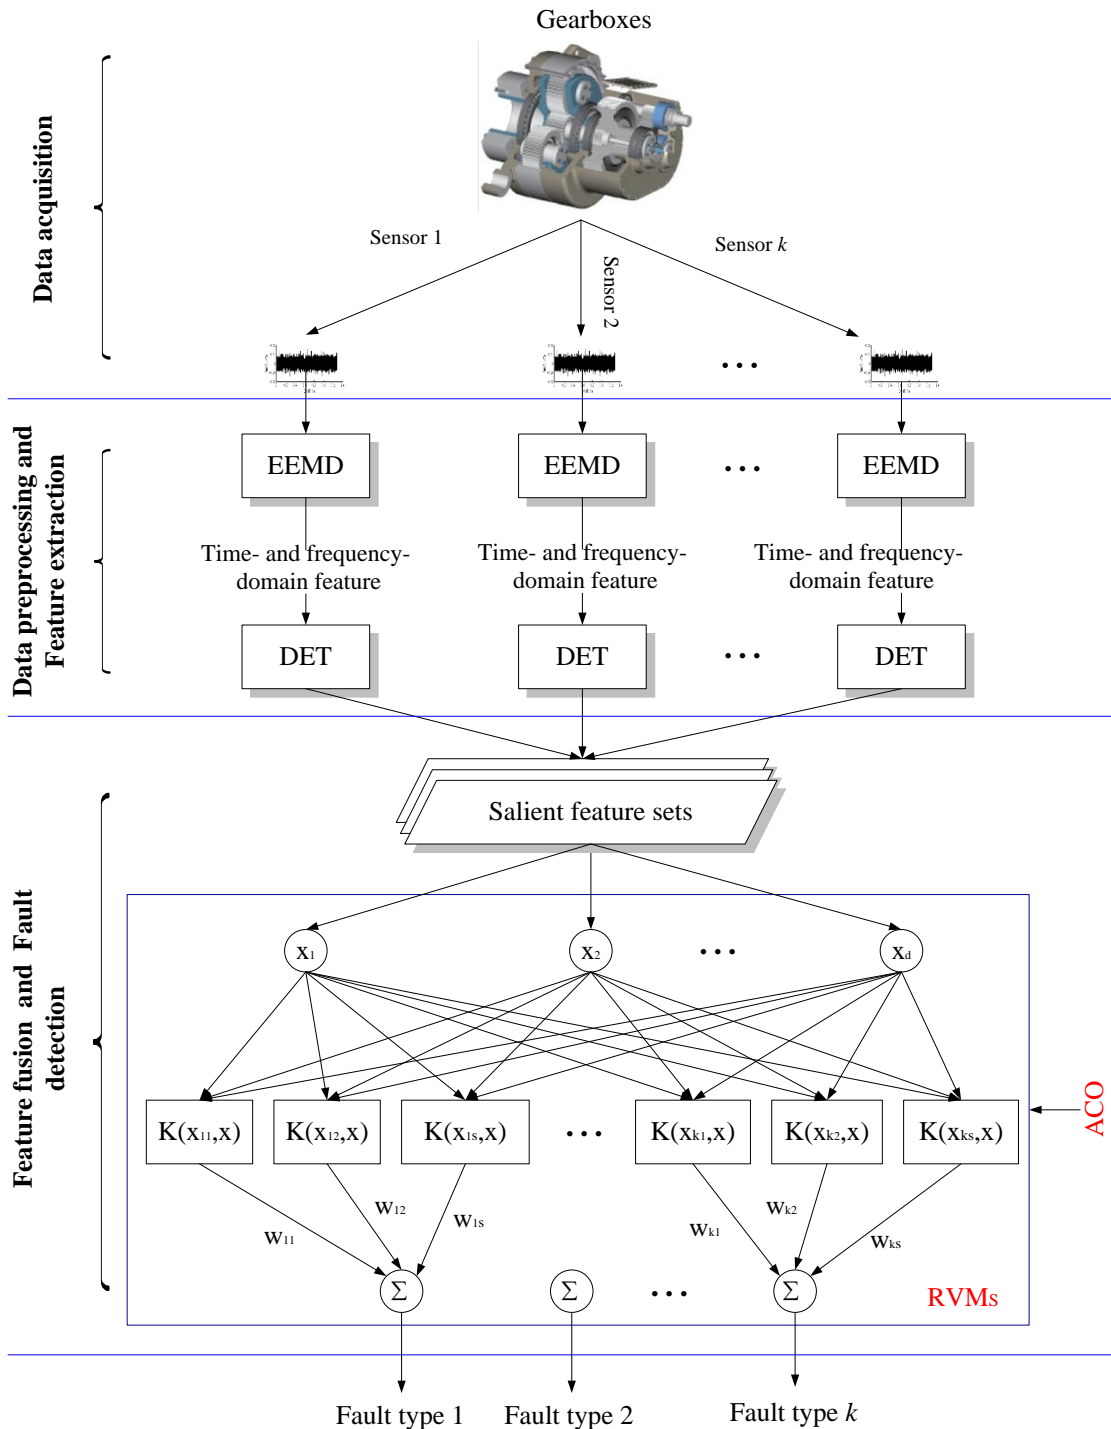 Gearboxes
Data acquisition
Sensor 1
Sensor 2
Sensor k
...
Data preprocessing and
Feature extraction
EEMD
EEMD
...
EEMD
Time- and frequency-
domain feature
Time- and frequency-
domain feature
Time- and frequency-
domain feature
DET
DET
...
DET
Salient feature sets
Feature fusion and Fault
detection
x1
x2
...
xd
K(x11,x)
K(x12,x)
K(x1s,x)
...
K(xk1,x)
K(xk2,x)
K(xks,x)
ACO
w11
w12
w1s
wk1
wk2
wks
Σ
Σ
...
Σ
RVMs
Fault type 1
Fault type 2
Fault type k